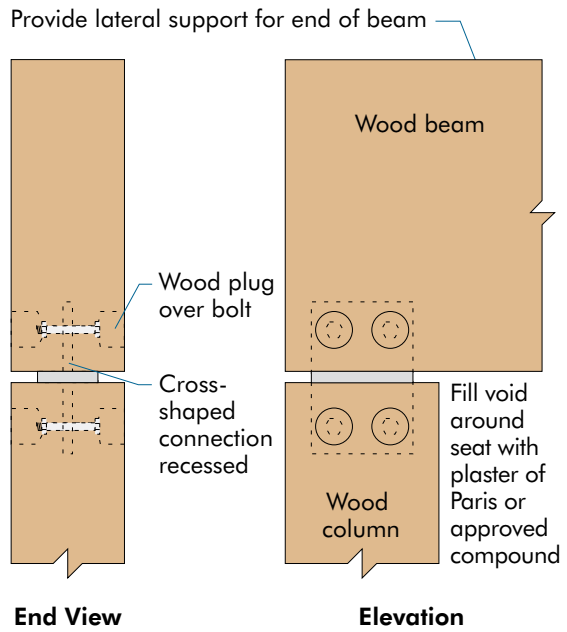 Provide lateral support for end of beam
Wood beam
Wood plug
over bolt
Cross-
shaped
connection
recessed
Fill void
around
seat with
plaster of
Paris or
approved
compound
Wood
column
End View
Elevation